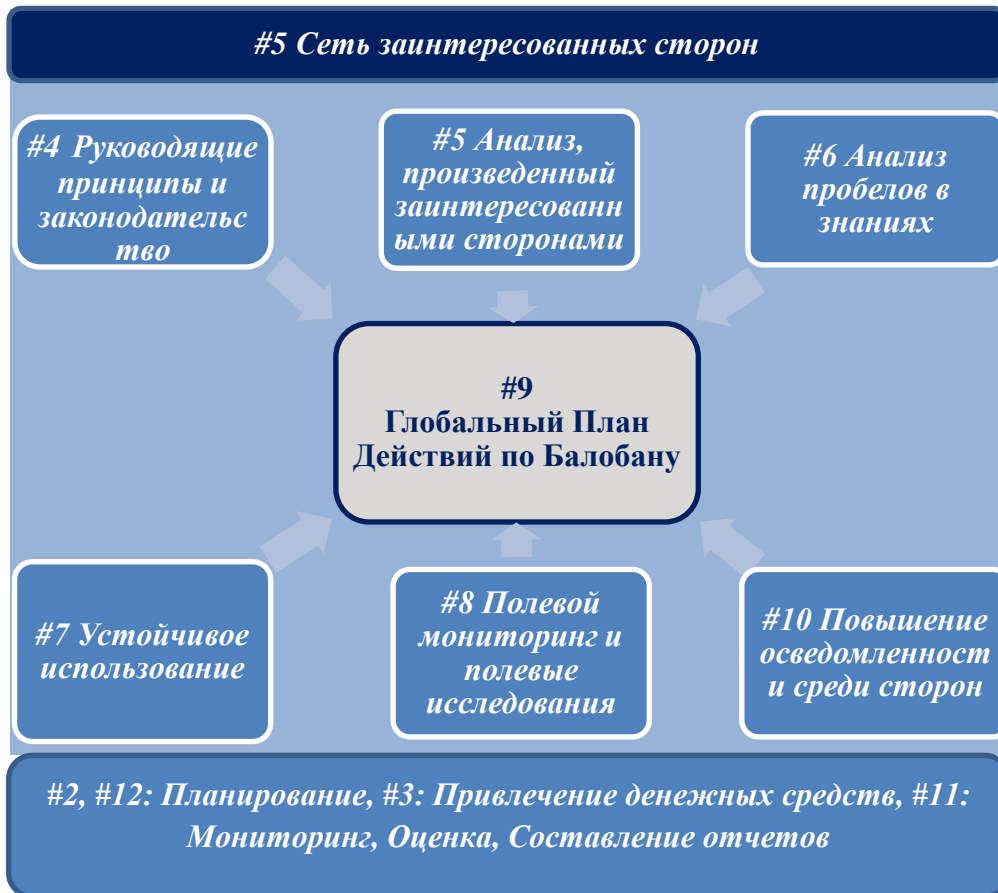 #5 Сеть заинтересованных сторон
#4 Руководящие
принципы и
законодательс
тво
#5 Анализ,
произведенный
заинтересованн
ыми сторонами
#6 Анализ
пробелов в
знаниях
#9
Глобальный План
Действий по Балобану
#7 Устойчивое
использование
#8 Полевой
мониторинг и
полевые
исследования
#10 Повышение
осведомленност
и среди сторон
#2, #12: Планирование, #3: Привлечение денежных средств, #11:
Мониторинг, Оценка, Составление отчетов